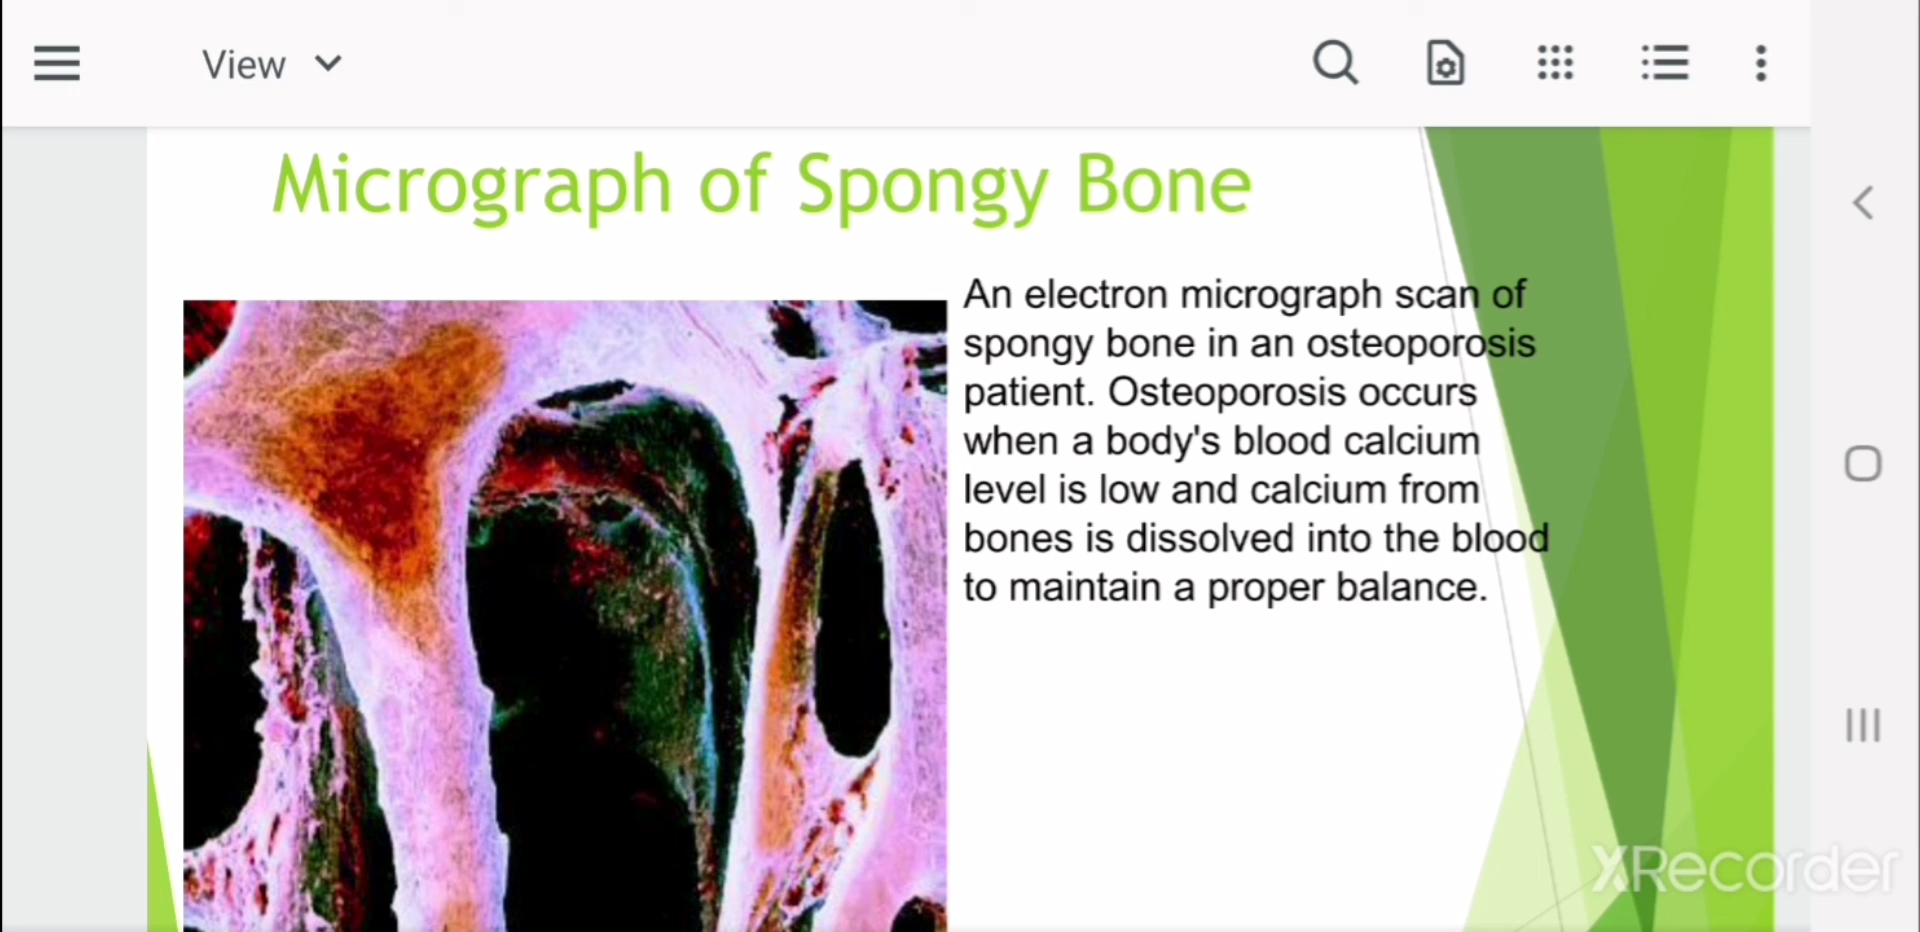 View
Micrograph of Spongy Bone
An electron micrograph scan of
spongy bone in an osteoporosis
patient. Osteoporosis occurs
when a body's blood calcium
level is low and calcium from
bones is dissolved into the blood
to maintain a proper balance.
XRecorder